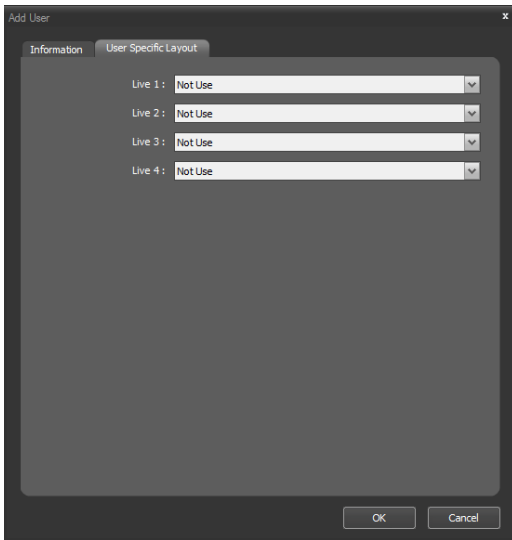 Add User
x
Information User Specific Layout
Live 1 : Not Use
Live 2 : Not Use
Live 3 : Not Use
Live 4 : Not Use
OK Cancel